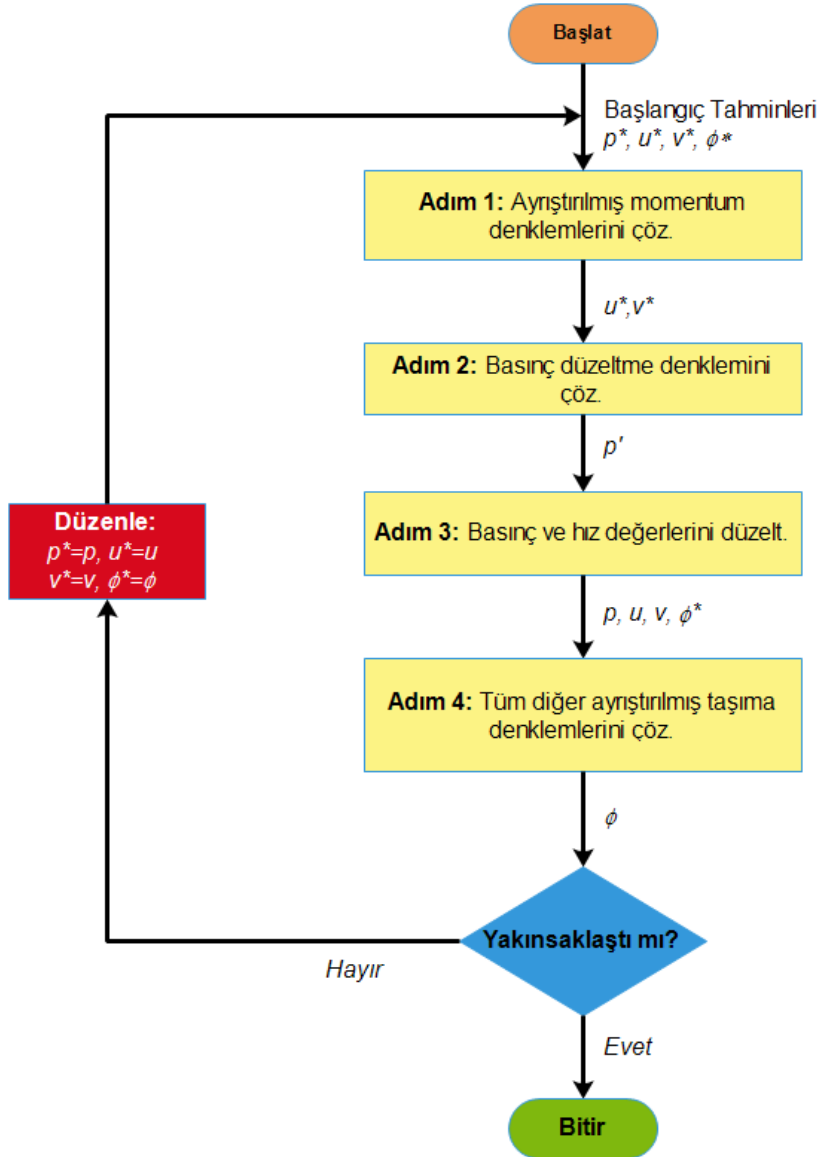 Başlat
Başlangıç Tahminleri
p*, u*, v*, ϕ*
Adım 1: Ayrıştırılmış momentum
denklemlerini çöz.
u*,v*
Adım 2: Basınç düzeltme denklemini
çöz.
p'
Düzenle:
p*=p, u*=u
v*=v, ϕ*=ϕ
Adım 3: Basınç ve hız değerlerini düzelt.
p, u, v, ϕ*
Adım 4: Tüm diğer ayrıştırılmış taşıma
denklemlerini çöz.
ϕ
Yakınsaklaştı mı?
Hayır
Evet
Bitir